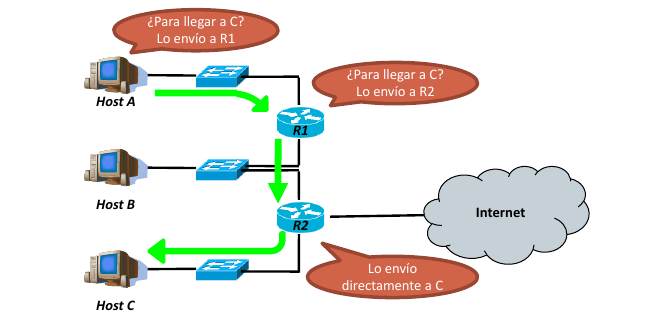 ¿Para llegar a C?
Lo envío a R1
Host A
¿Para llegar a C?
Lo envío a R2
R1
Host B
Internet
R2
Lo envío
directamente a C
Host C